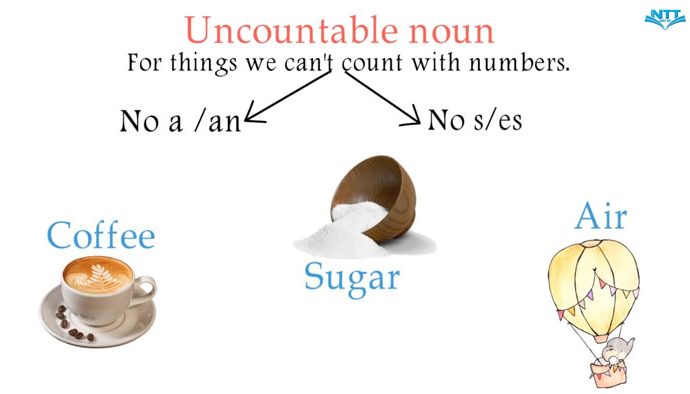 NTT
Uncountable noun
For things we can't count with numbers.
No a /an
No s/es
Coffee
Sugar
Air